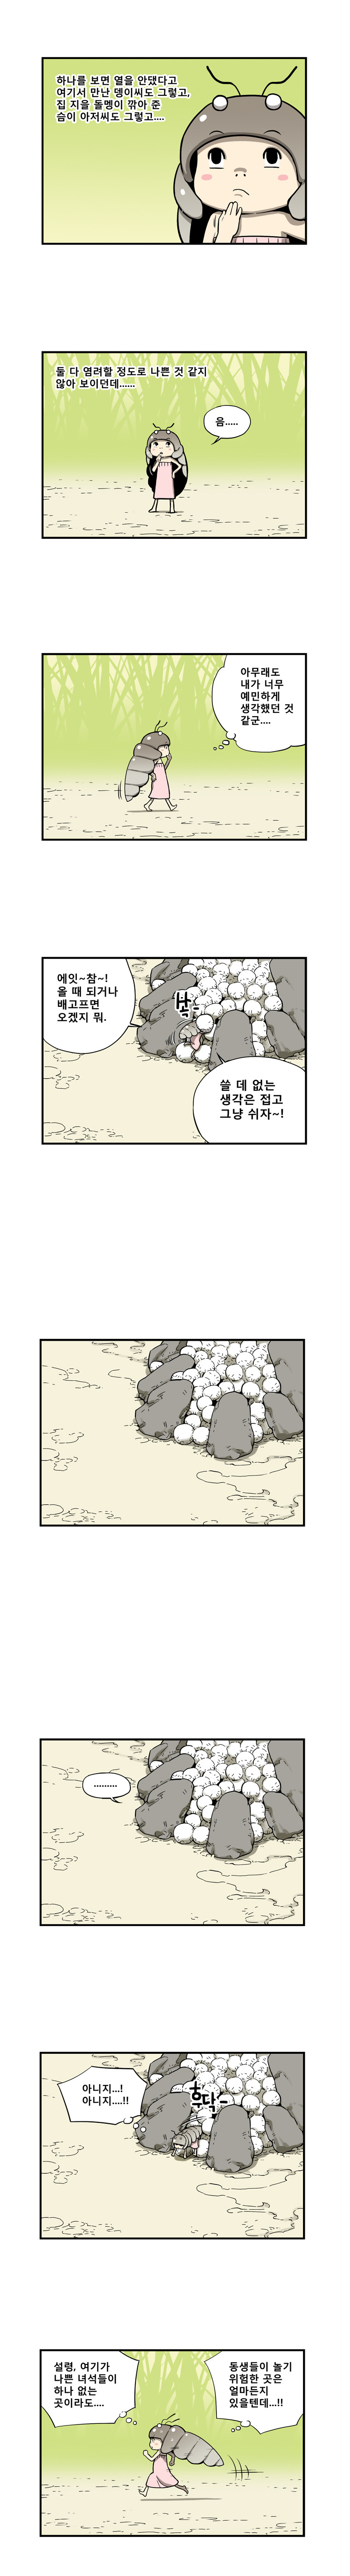 하나를 보면 열을 안댔다고
여기서 만난 뎅이씨도 그렇고,
집 지을 돌멩이 깎아 준
슴이 아저씨도 그렇고....
둘 다 염려할 정도로 나쁜 것 같지
않아 보이던데......
음.....
아무래도
내가 너무
예민하게
생각했던 것
같군....
에잇~참~!
올 때 되거나
배고프면
오겠지 뭐.
쓸 데 없는
생각은 접고
그냥 쉬자~!
.........
아니지...!
아니지....!!
후닥-
설령, 여기가
나쁜 녀석들이
하나 없는
곳이라도....
동생들이 놀기
위험한 곳은
얼마든지
있을텐데...!!